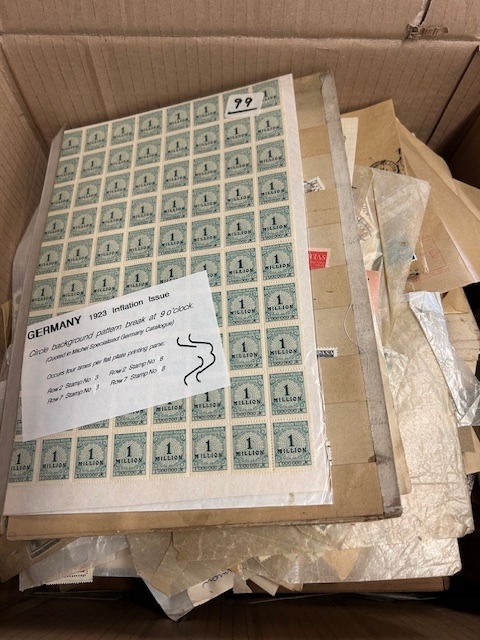 99
GERMANY 1923 Inflation Issue
Circle background pattern break at 9 o'clock.
(Quoted in Michel Specialised Germany Catalogue)
Occurs four times per flat plate printing pane:
Row 2 Stamp No. 3 Row 2 Stamp No. 8
Row 7 Stamp No. 3 Row 7 Stamp No. 8
1
MILLION